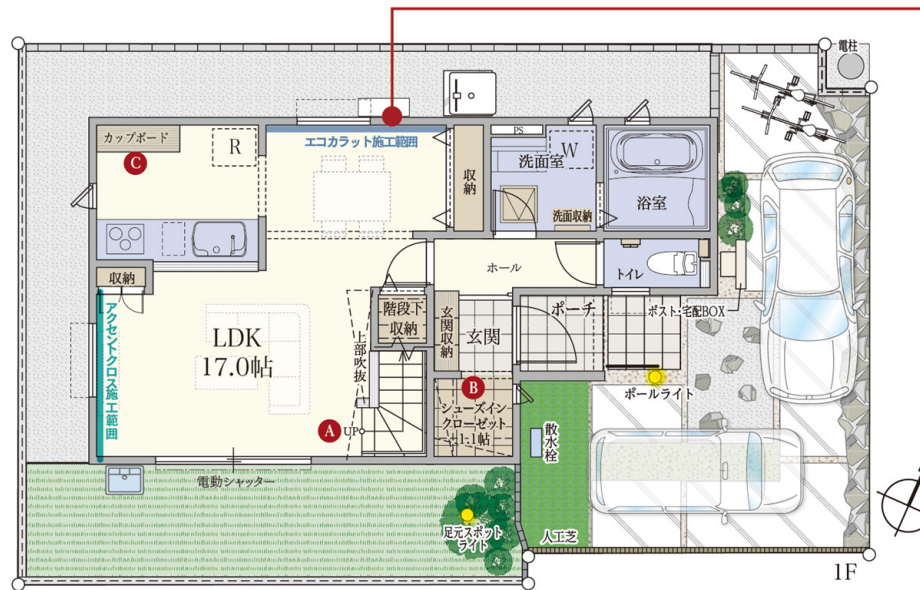 電柱
カップボード
C
R
エコカラット施工範囲
収納
PS
洗面室
W
洗面収納
浴室
収納
ホール
トイレ
LDK
17.0帖
階段下
収納
上部吹抜
玄関収納
玄関
ポーチ
ポスト・宅配BOX
アクセントクロス施工範囲
A
UP
B
シューズイン
クローゼット
1.1帖
ポールライト
散水栓
電動シャッター
足元スポット
ライト
人工芝
1F